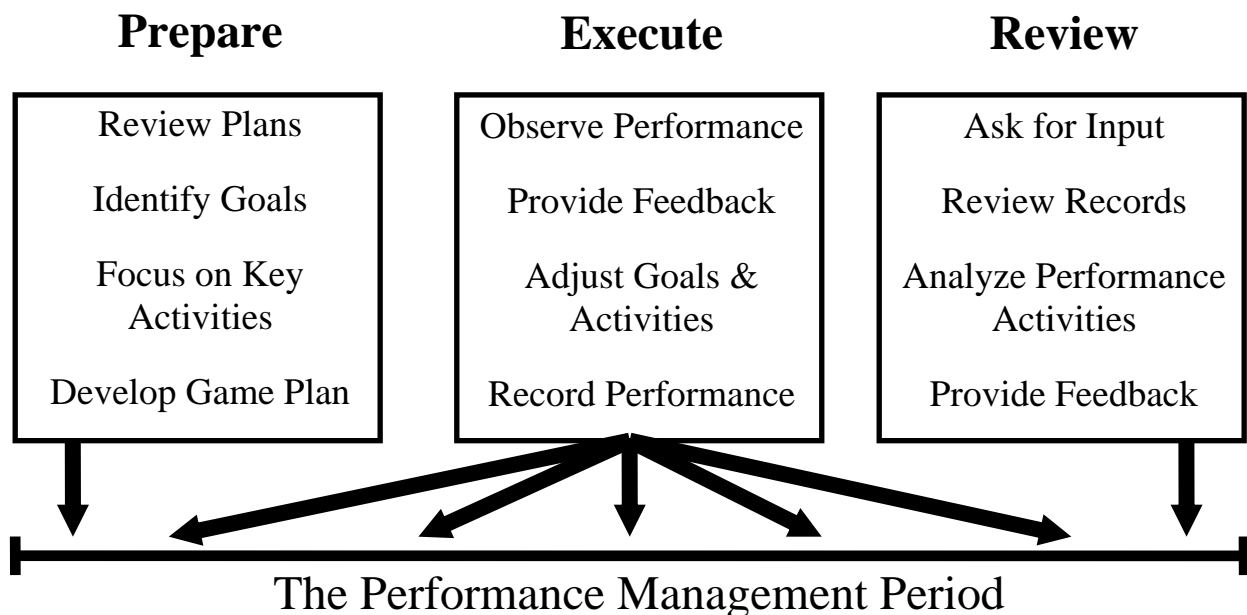 Prepare
Execute
Review
Review Plans
Identify Goals
Focus on Key
Activities
Develop Game Plan
Observe Performance
Provide Feedback
Adjust Goals &
Activities
Record Performance
Ask for Input
Review Records
Analyze Performance
Activities
Provide Feedback
The Performance Management Period